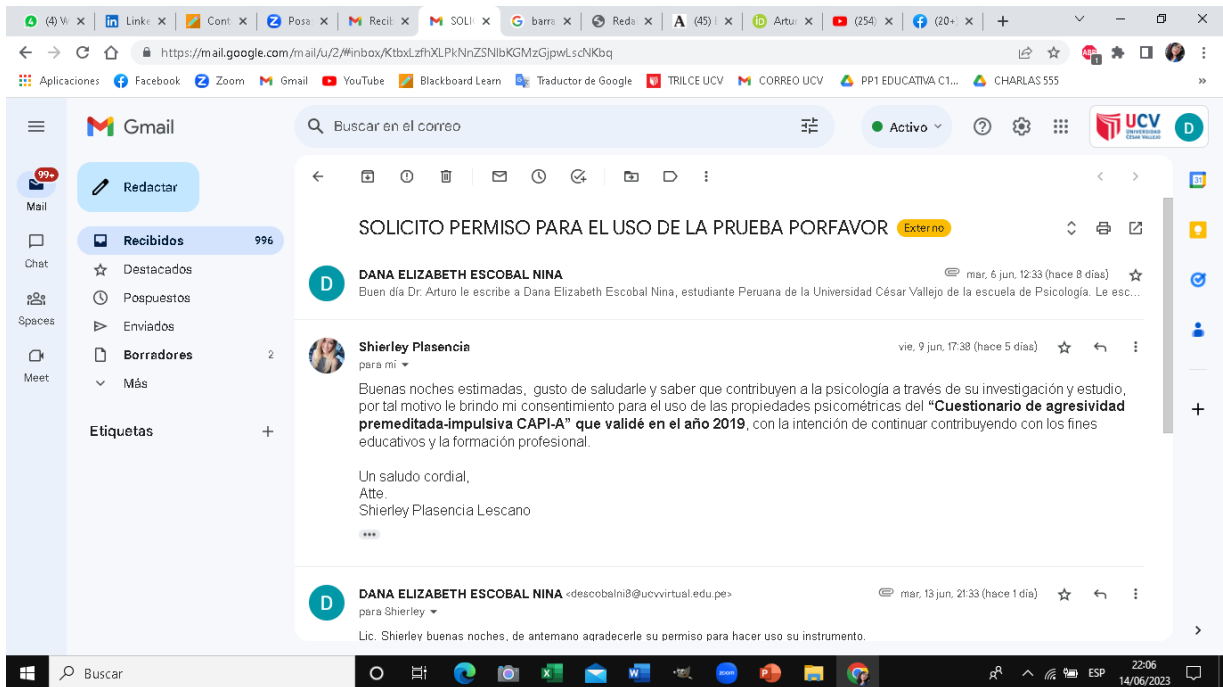 (4) W
Linke
Cont
Posa
Recib
SOLI
barra
Reda
(45)
Artur
(254)
(20+)
https://mail.google.com/mail/u/2/#inbox/KtbxLzfhXLPkNnZSNlbKGMzGjpwLscNKbq
Aplicaciones Facebook Zoom Gmail YouTube Blackboard Learn Traductor de Google TRILCE UCV CORREO UCV PP1 EDUCATIVA C1... CHARLAS 555 »
Gmail
Buscar en el correo
Activo
UCV
UNIVERSIDAD
CÉSAR VALLEJO
D
99+
Mail
Chat
Spaces
Meet
Redactar
Recibidos 996
Destacados
Pospuestos
Enviados
Borradores 2
Más
Etiquetas
SOLICITO PERMISO PARA EL USO DE LA PRUEBA PORFAVOR Externo
D
DANA ELIZABETH ESCOBAL NINA mar, 6 jun, 12:33 (hace 8 días)
Buen día Dr. Arturo le escribe a Dana Elizabeth Escobal Nina, estudiante Peruana de la Universidad César Vallejo de la escuela de Psicología. Le esc...
Shierley Plasencia vie, 9 jun, 17:38 (hace 5 días)
para mí
Buenas noches estimadas, gusto de saludarle y saber que contribuyen a la psicología a través de su investigación y estudio,
por tal motivo le brindo mi consentimiento para el uso de las propiedades psicométricas del “Cuestionario de agresividad
premeditada-impulsiva CAPI-A” que validé en el año 2019, con la intención de continuar contribuyendo con los fines
educativos y la formación profesional.
Un saludo cordial,
Atte.
Shierley Plasencia Lescano
D
DANA ELIZABETH ESCOBAL NINA <descobalni8@ucvvirtual.edu.pe> mar, 13 jun, 21:33 (hace 1 día)
para Shierley
Lic. Shierley buenas noches, de antemano agradecerle su permiso para hacer uso su instrumento.
31
Buscar
ESP
22:06
14/06/2023